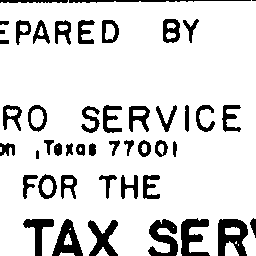 EPARED BY
RO SERVICE
on , Texas 77001
FOR THE
TAX SER